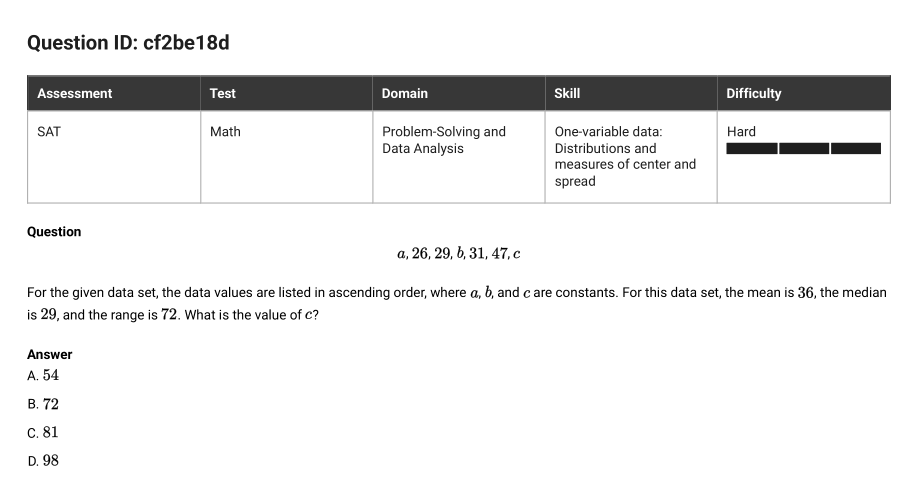 Question ID: cf2be18d
Assessment Test Domain Skill Difficulty
SAT Math Problem-Solving and Data Analysis One-variable data: Distributions and measures of center and spread Hard
Question
a, 26, 29, b, 31, 47, c
For the given data set, the data values are listed in ascending order, where a, b, and c are constants. For this data set, the mean is 36, the median
is 29, and the range is 72. What is the value of c?
Answer
A. 54
B. 72
C. 81
D. 98